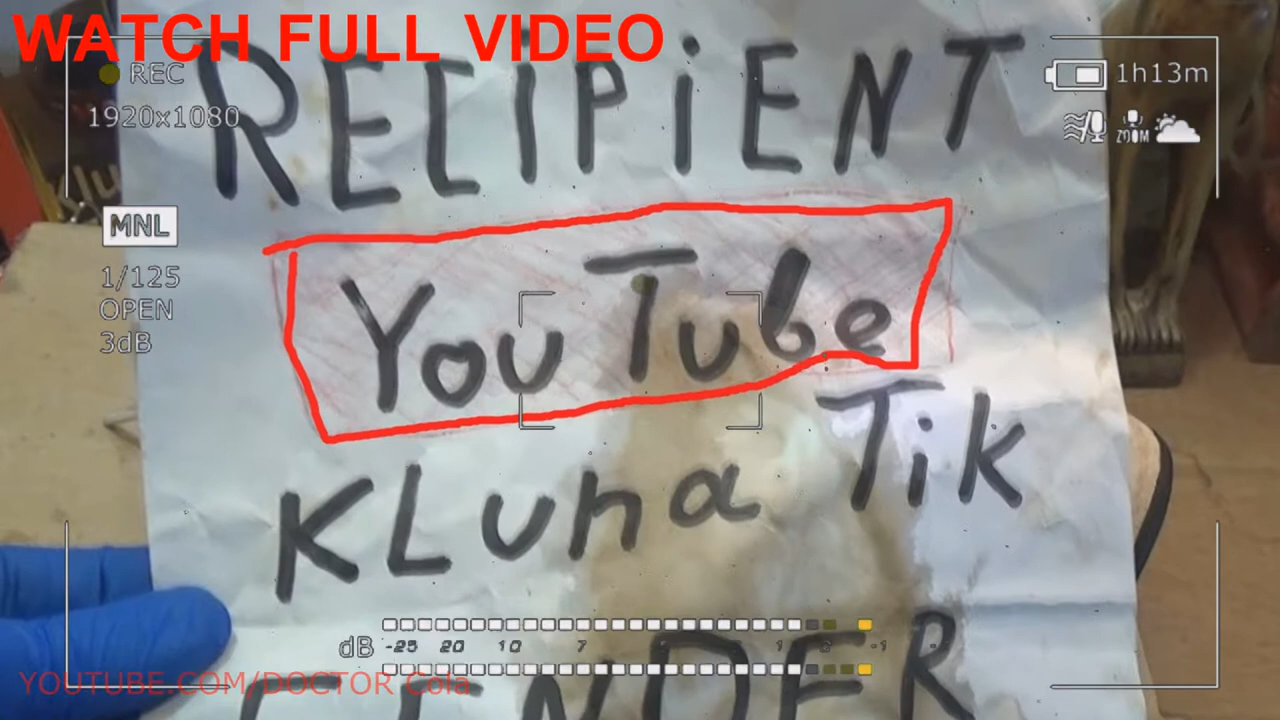 WATCH FULL VIDEO
REC
1920x1080
1h13m
ZOOM
RECIPIENT
MNL
1/125
OPEN
3dB
YouTube
Tik
KLuna
dB -25 20 10 7 1 -1
SENDER
YOUTUBE.COM/DOCTOR Cola